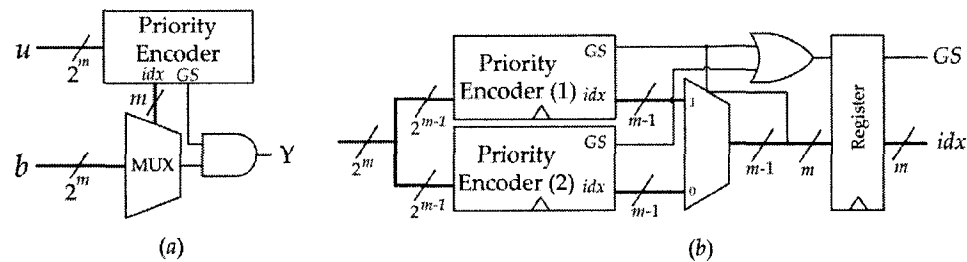 u
2^m
Priority
Encoder
idx GS
m
b
2^m
MUX
Y
(a)
2^m
2^{m-1}
Priority
Encoder (1)
GS
idx
m-1
2^{m-1}
Priority
Encoder (2)
GS
idx
m-1
1
0
m-1
m
Register
GS
idx
m
(b)